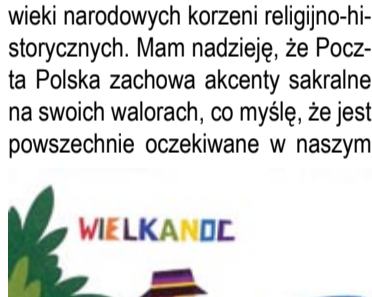 wieki narodowych korzeni religijno-hi-
storycznych. Mam nadzieję, że Pocz-
ta Polska zachowa akcenty sakralne
na swoich walorach, co myślę, że jest
powszechnie oczekiwane w naszym
WIELKANOC